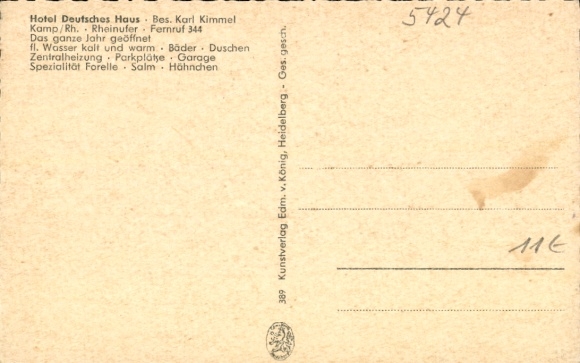 Hotel Deutsches Haus · Bes. Karl Kimmel
Kamp/Rh. · Rheinufer · Fernruf 344
Das ganze Jahr geöffnet
fl. Wasser kalt und warm · Bäder · Duschen
Zentralheizung · Parkplätze · Garage
Spezialität Forelle · Salm · Hähnchen
5424
389 Kunstverlag Edm. v. König, Heidelberg - Ges. gesch.
11€